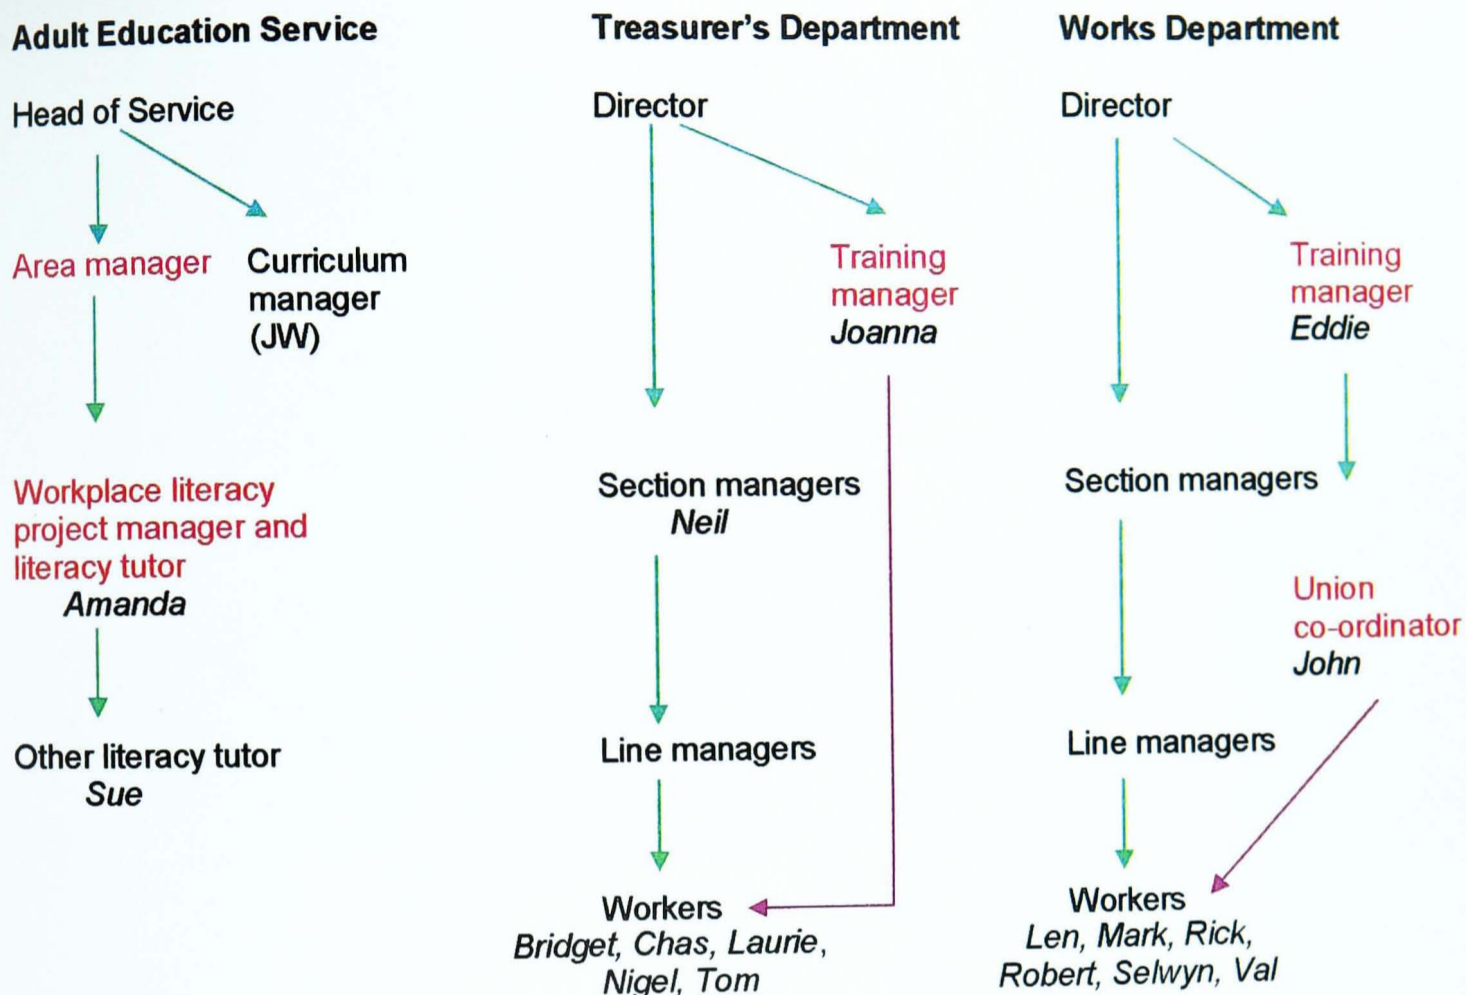 Adult Education Service
Head of Service
Area manager
Curriculum
manager
(JW)
Workplace literacy
project manager and
literacy tutor
Amanda
Other literacy tutor
Sue
Treasurer's Department
Director
Training
manager
Joanna
Section managers
Neil
Line managers
Workers
Bridget, Chas, Laurie,
Nigel, Tom
Works Department
Director
Training
manager
Eddie
Section managers
Union
co-ordinator
John
Line managers
Workers
Len, Mark, Rick,
Robert, Selwyn, Val